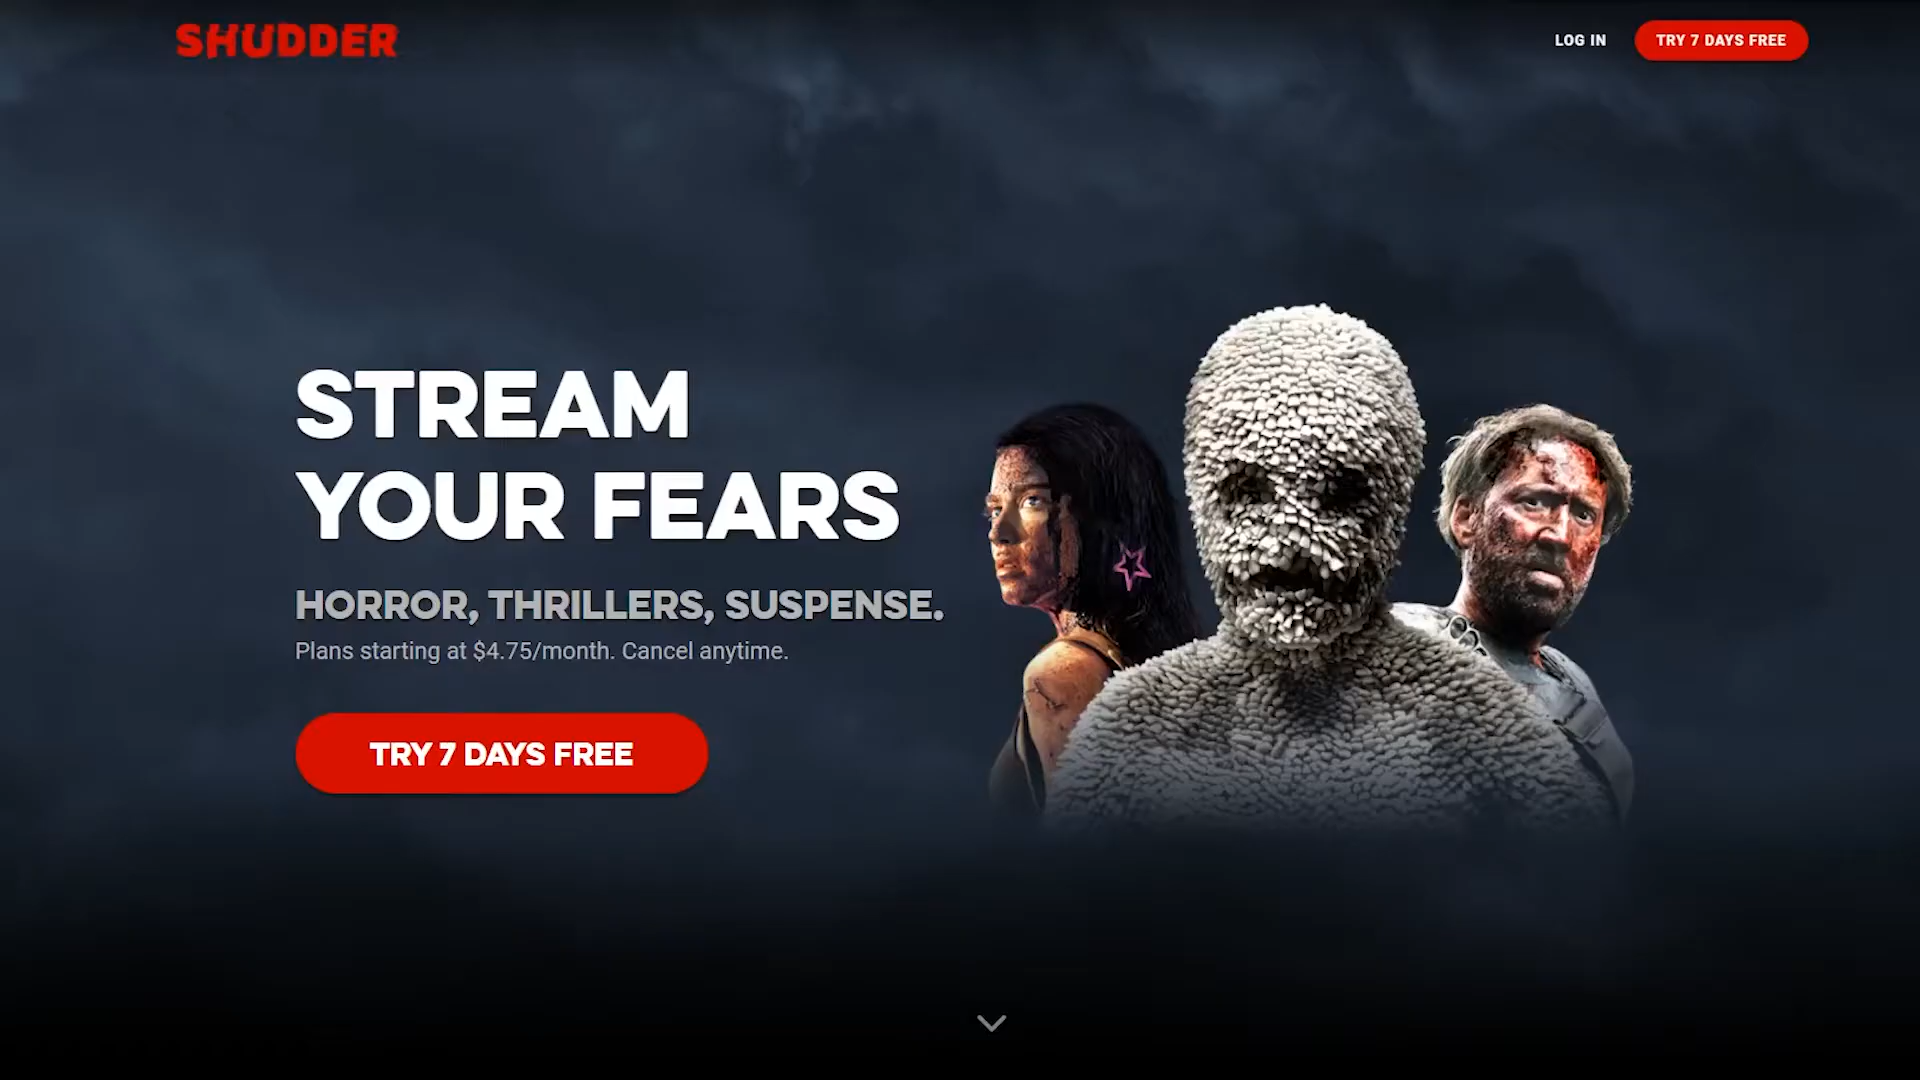 SHUDDER
LOG IN
TRY 7 DAYS FREE
STREAM
YOUR FEARS
HORROR, THRILLERS, SUSPENSE.
Plans starting at $4.75/month. Cancel anytime.
TRY 7 DAYS FREE